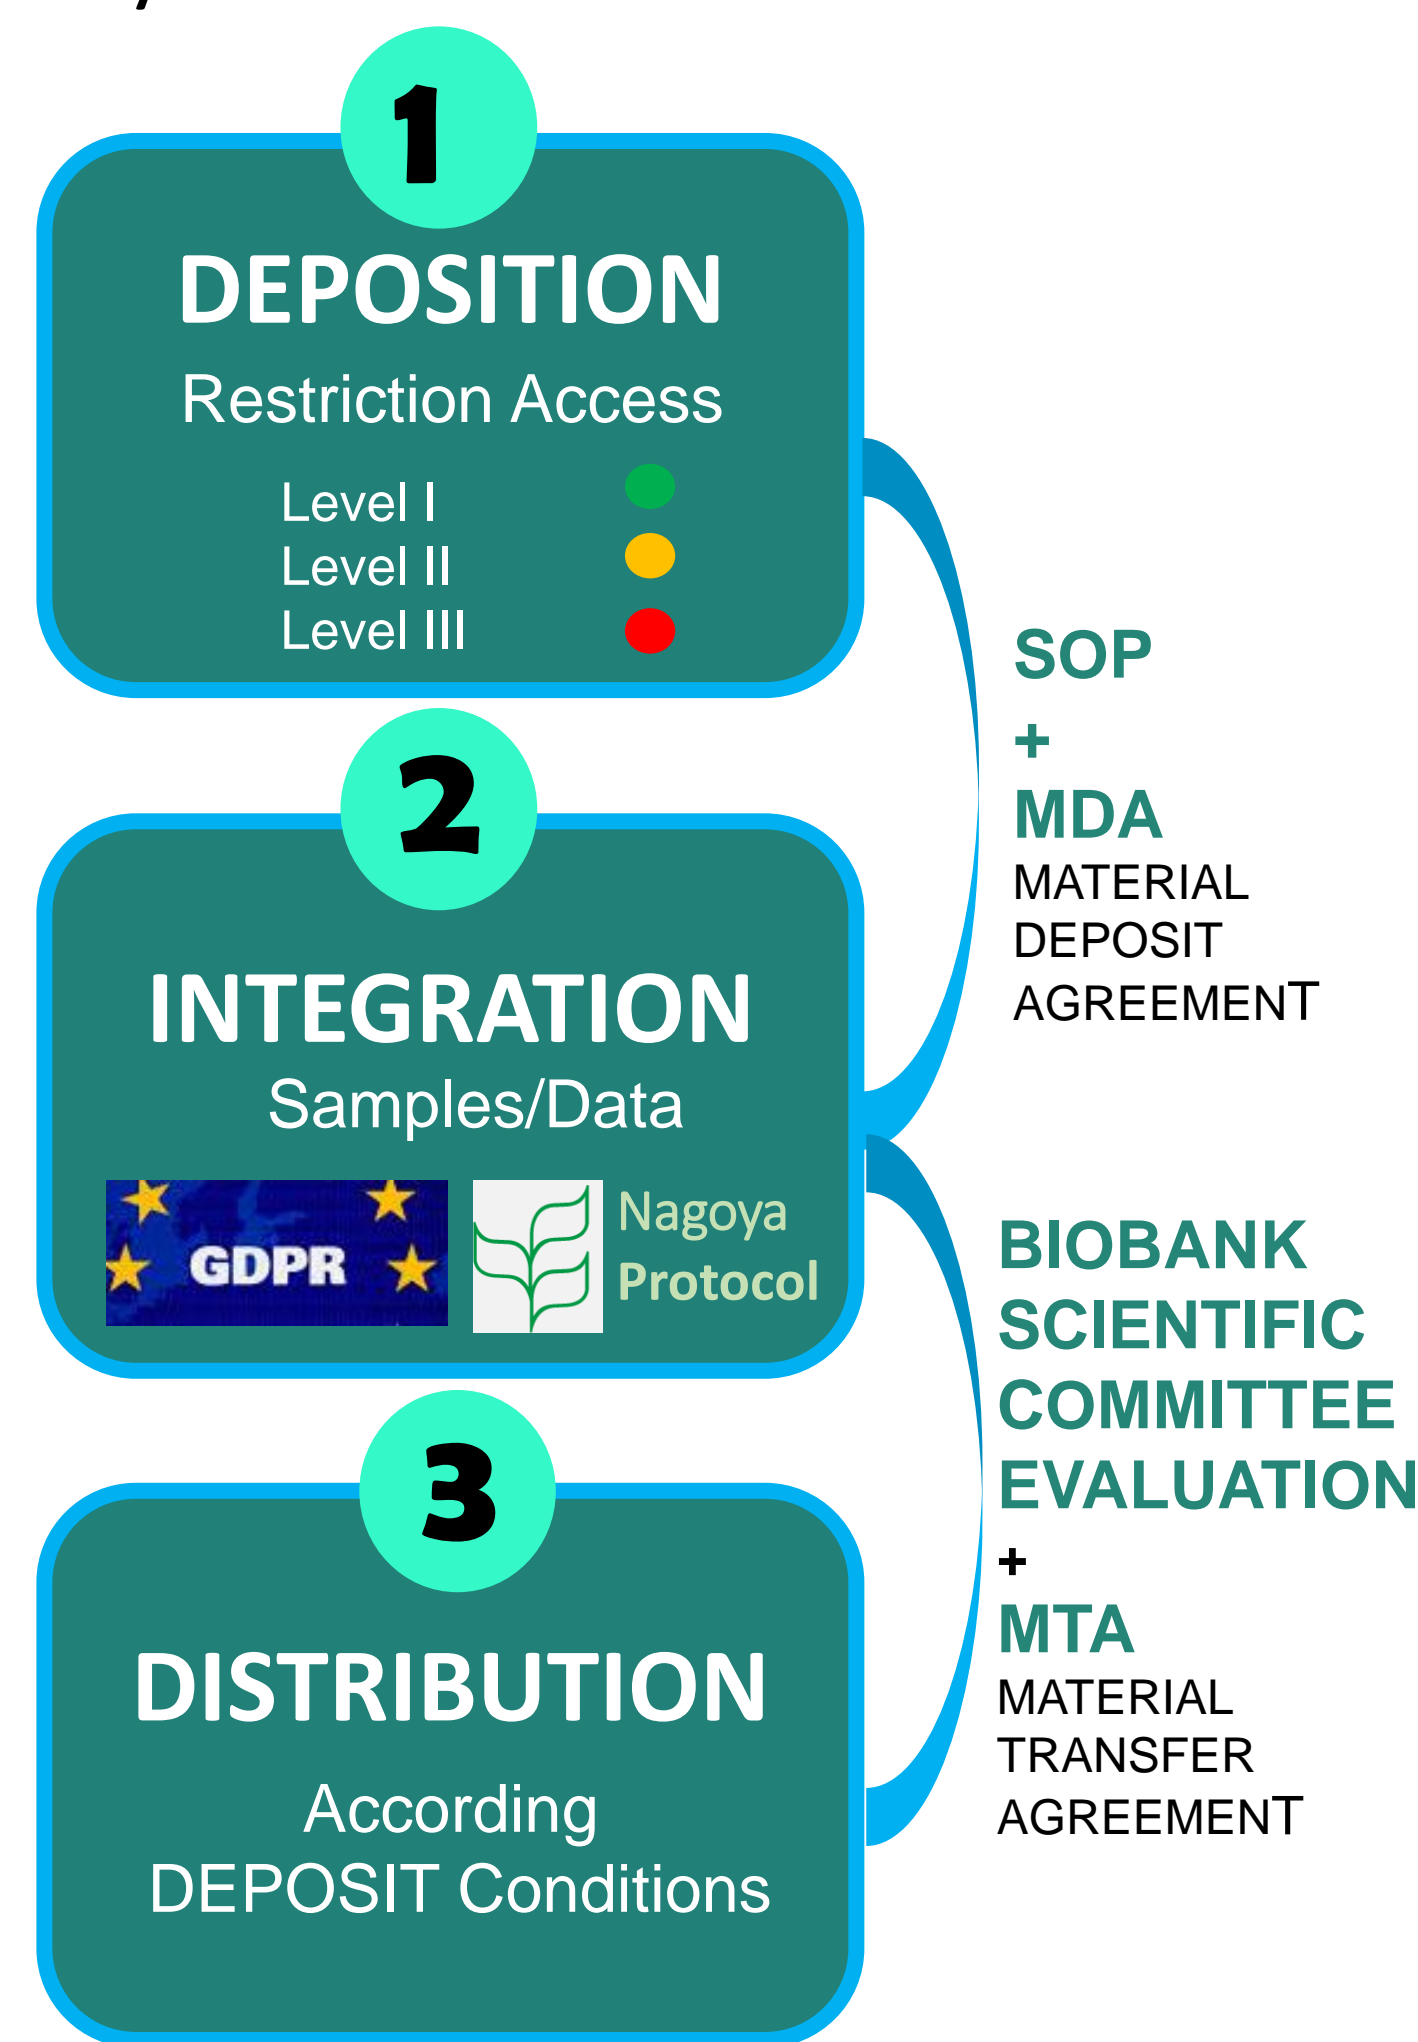 1
DEPOSITION
Restriction Access
Level I
Level II
Level III
SOP
+
MDA
MATERIAL
DEPOSIT
AGREEMENT
2
INTEGRATION
Samples/Data
GDPR
Nagoya
Protocol
BIOBANK
SCIENTIFIC
COMMITTEE
EVALUATION
+
MTA
MATERIAL
TRANSFER
AGREEMENT
3
DISTRIBUTION
According
DEPOSIT Conditions